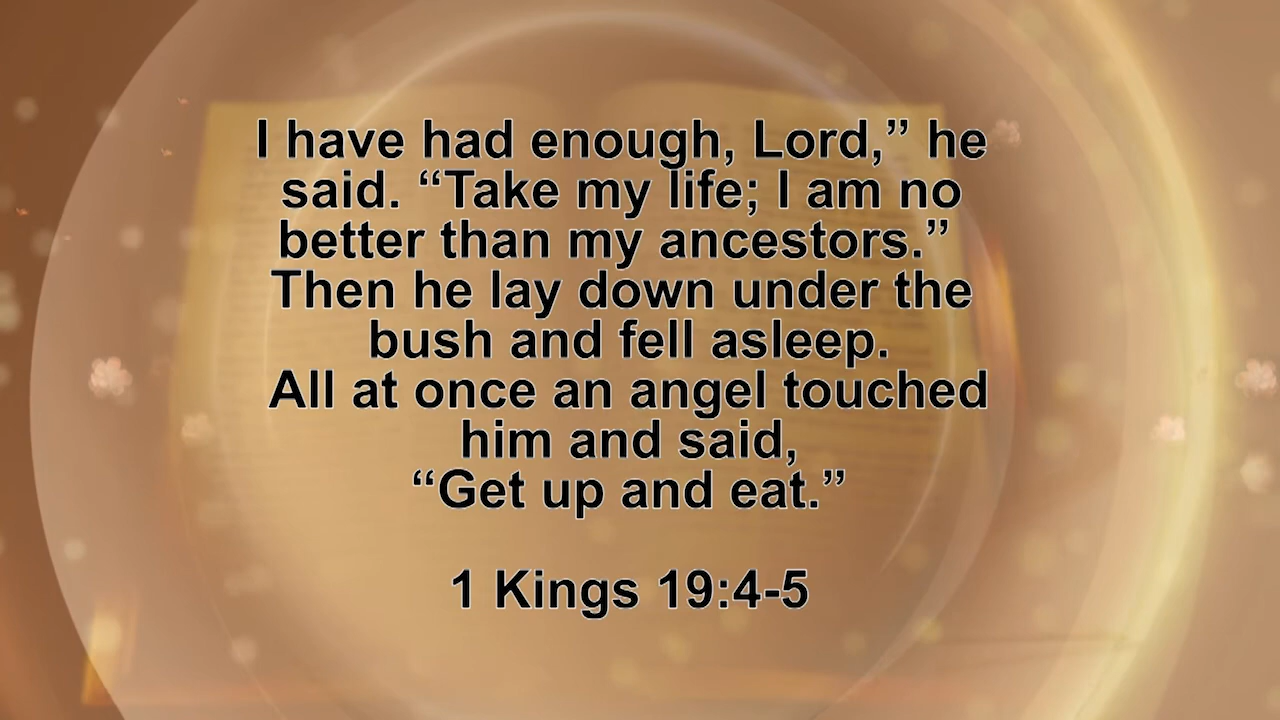 I have had enough, Lord,” he
said. “Take my life; I am no
better than my ancestors.”
Then he lay down under the
bush and fell asleep.
All at once an angel touched
him and said,
“Get up and eat.”
1 Kings 19:4-5